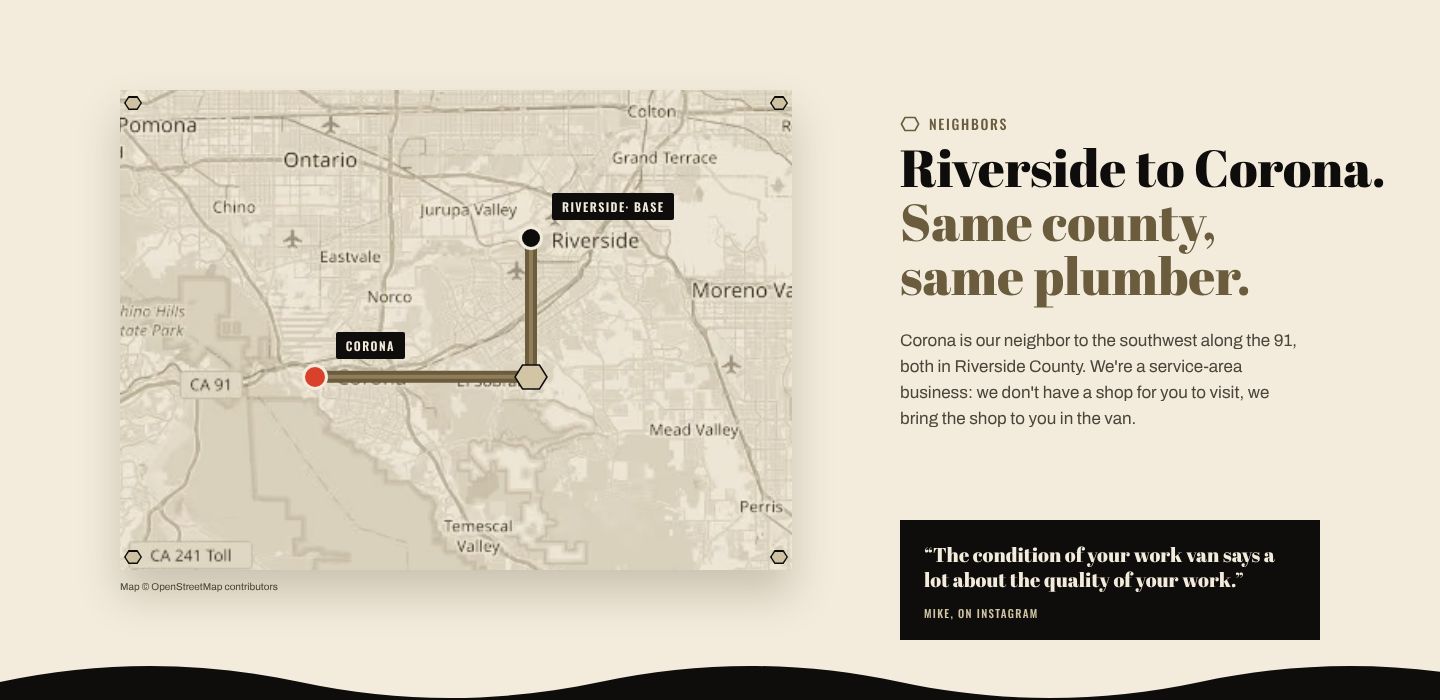 Colton
Pomona
R
Ontario
Grand Terrace
Chino
Jurupa Valley
RIVERSIDE· BASE
Riverside
Eastvale
Moreno Va
Norco
hino Hills
tate Park
CORONA
Corona
El Sobra
CA 91
Mead Valley
Perris
Temescal
Valley
CA 241 Toll
Map © OpenStreetMap contributors
NEIGHBORS
Riverside to Corona.
Same county,
same plumber.
Corona is our neighbor to the southwest along the 91,
both in Riverside County. We're a service-area
business: we don't have a shop for you to visit, we
bring the shop to you in the van.
“The condition of your work van says a
lot about the quality of your work.”
MIKE, ON INSTAGRAM